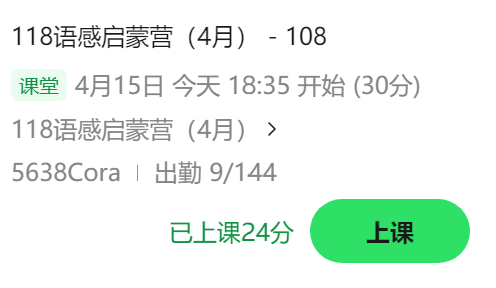 118语感启蒙营（4月） - 108
课堂 4月15日 今天 18:35 开始 (30分)
118语感启蒙营（4月） >
5638Cora | 出勤 9/144
已上课24分 上课